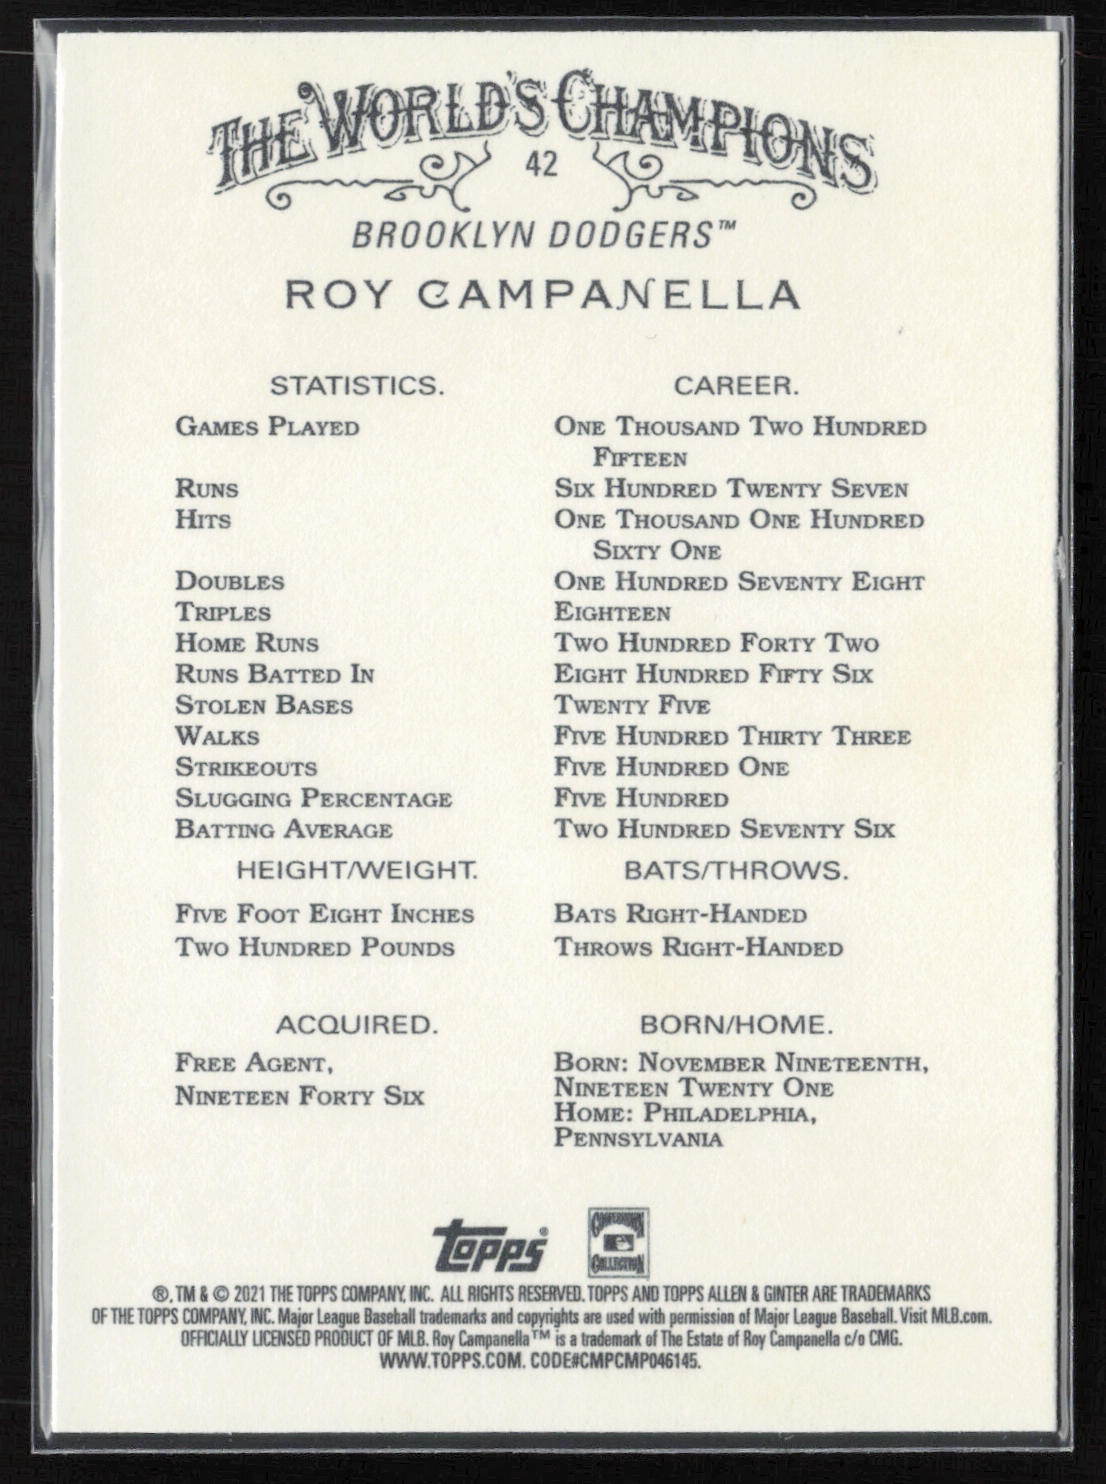 THE WORLD'S CHAMPIONS
42
BROOKLYN DODGERS™
ROY CAMPANELLA
STATISTICS. CAREER.
GAMES PLAYED ONE THOUSAND TWO HUNDRED
FIFTEEN
RUNS SIX HUNDRED TWENTY SEVEN
HITS ONE THOUSAND ONE HUNDRED
SIXTY ONE
DOUBLES ONE HUNDRED SEVENTY EIGHT
TRIPLES EIGHTEEN
HOME RUNS TWO HUNDRED FORTY TWO
RUNS BATTED IN EIGHT HUNDRED FIFTY SIX
STOLEN BASES TWENTY FIVE
WALKS FIVE HUNDRED THIRTY THREE
STRIKEOUTS FIVE HUNDRED ONE
SLUGGING PERCENTAGE FIVE HUNDRED
BATTING AVERAGE TWO HUNDRED SEVENTY SIX
HEIGHT/WEIGHT. BATS/THROWS.
FIVE FOOT EIGHT INCHES BATS RIGHT-HANDED
TWO HUNDRED POUNDS THROWS RIGHT-HANDED
ACQUIRED. BORN/HOME.
FREE AGENT, BORN: NOVEMBER NINETEENTH,
NINETEEN FORTY SIX NINETEEN TWENTY ONE
HOME: PHILADELPHIA,
PENNSYLVANIA
topps® COOPERSTOWN COLLECTION
®, TM & © 2021 THE TOPPS COMPANY, INC. ALL RIGHTS RESERVED. TOPPS AND TOPPS ALLEN & GINTER ARE TRADEMARKS
OF THE TOPPS COMPANY, INC. Major League Baseball trademarks and copyrights are used with permission of Major League Baseball. Visit MLB.com.
OFFICIALLY LICENSED PRODUCT OF MLB. Roy Campanella™ is a trademark of The Estate of Roy Campanella c/o CMG.
WWW.TOPPS.COM. CODE#CMPCMP046145.